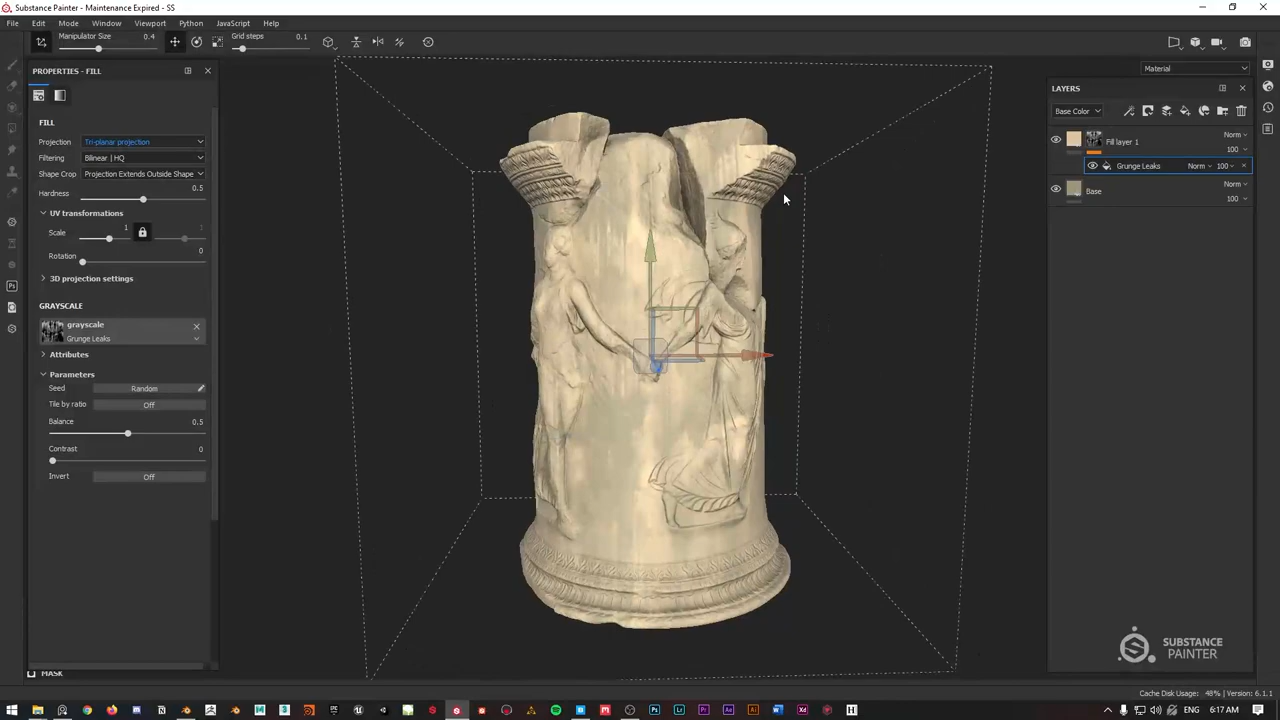 Substance Painter - Maintenance Expired - SS
File Edit Mode Window Viewport Python JavaScript Help
Manipulator Size 0.4 Grid steps 0.1
Material
PROPERTIES - FILL
LAYERS
Base Color
FILL
Projection Tri-planar projection
Filtering Bilinear | HQ
Shape Crop Projection Extends Outside Shape
Hardness 0.5
UV transformations
Scale 1 1
Rotation 0
3D projection settings
GRAYSCALE
grayscale
Grunge Leaks
Attributes
Parameters
Seed Random
Tile by ratio Off
Balance 0.5
Contrast 0
Invert Off
MASK
Fill layer 1 Norm
100
Grunge Leaks Norm 100
Base Norm
100
SUBSTANCE
PAINTER
Cache Disk Usage: 48% | Version: 6.1.1
6:17 AM